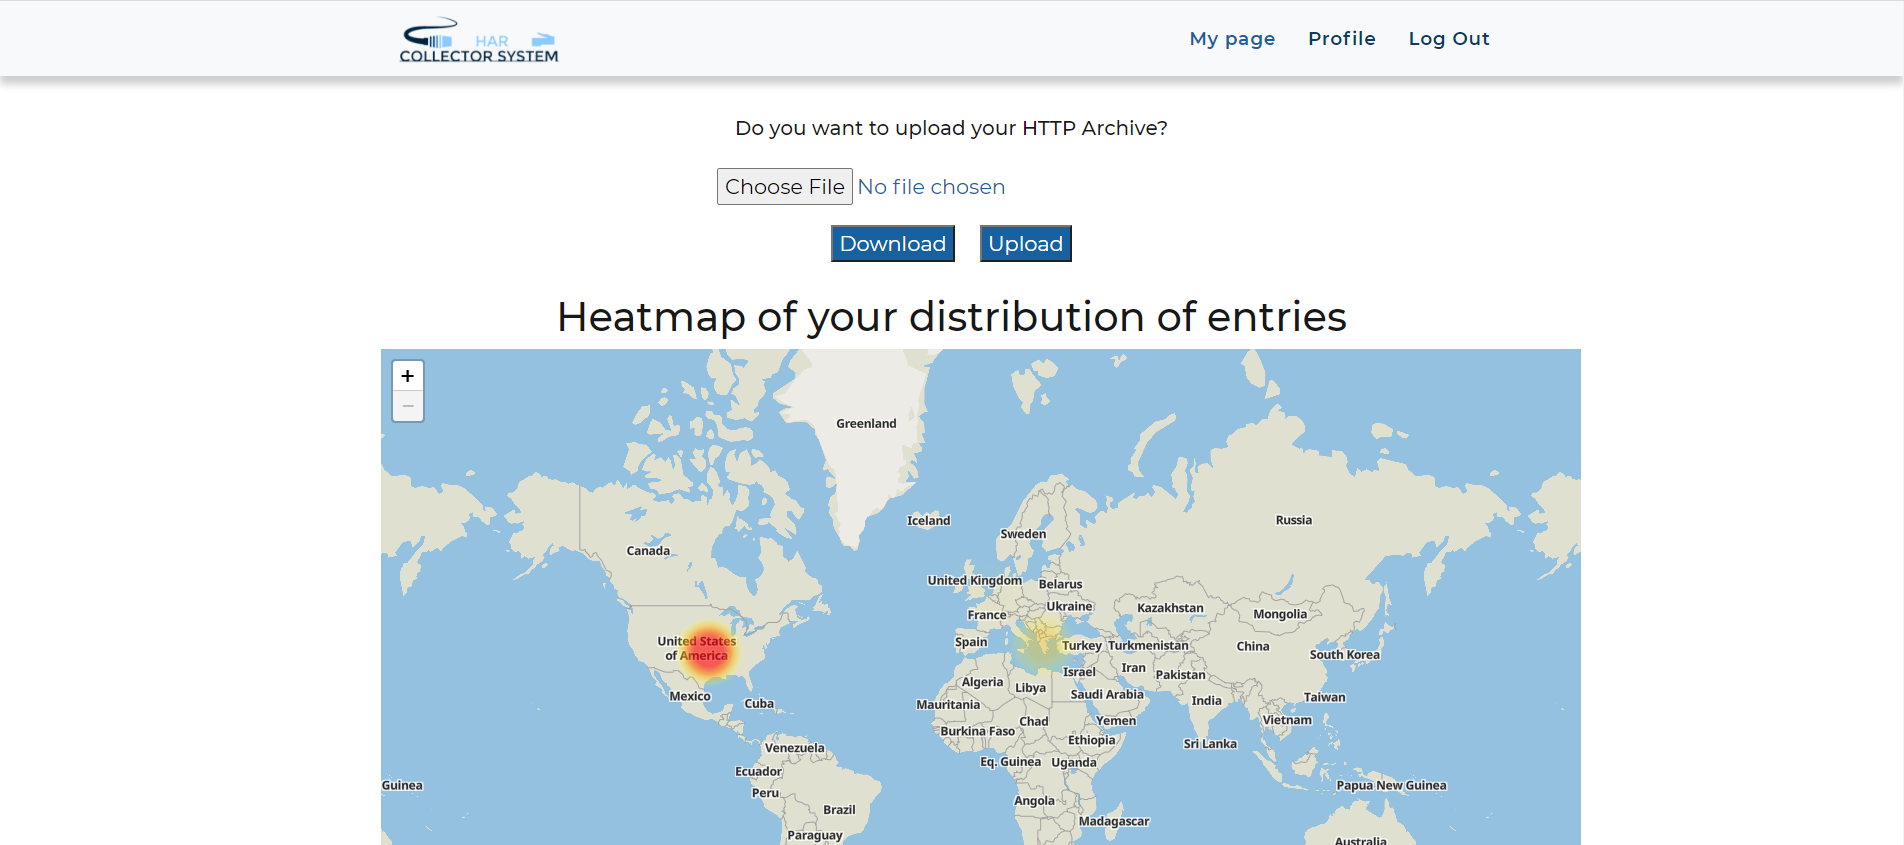 HAR
COLLECTOR SYSTEM
My page
Profile
Log Out
Do you want to upload your HTTP Archive?
Choose File No file chosen
Download
Upload
Heatmap of your distribution of entries
+
−
Greenland
Iceland
Sweden
Russia
Canada
United Kingdom
Belarus
Ukraine
France
Kazakhstan
Mongolia
United States
of America
Spain
Turkey
Turkmenistan
China
South Korea
Algeria
Libya
Israel
Iran
Pakistan
Mexico
Cuba
Mauritania
Saudi Arabia
India
Taiwan
Chad
Yemen
Vietnam
Burkina Faso
Ethiopia
Sri Lanka
Venezuela
Eq. Guinea
Uganda
Ecuador
Guinea
Peru
Papua New Guinea
Brazil
Angola
Madagascar
Paraguay
Australia